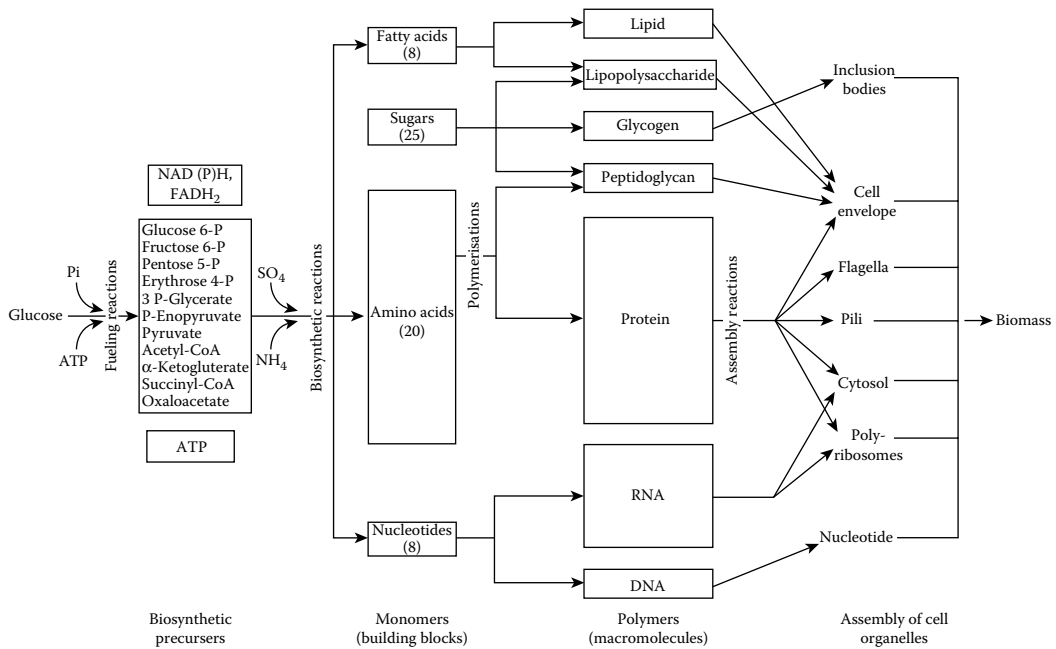 Glucose
Pi
ATP
Fueling reactions
NAD (P)H,
FADH2
Glucose 6-P
Fructose 6-P
Pentose 5-P
Erythrose 4-P
3 P-Glycerate
P-Enopyruvate
Pyruvate
Acetyl-CoA
α-Ketogluterate
Succinyl-CoA
Oxaloacetate
ATP
SO4
NH4
Biosynthetic reactions
Fatty acids
(8)
Sugars
(25)
Amino acids
(20)
Nucleotides
(8)
Polymerisations
Lipid
Lipopolysaccharide
Glycogen
Peptidoglycan
Protein
RNA
DNA
Assembly reactions
Inclusion
bodies
Cell
envelope
Flagella
Pili
Cytosol
Poly-
ribosomes
Nucleotide
Biomass
Biosynthetic
precursers
Monomers
(building blocks)
Polymers
(macromolecules)
Assembly of cell
organelles